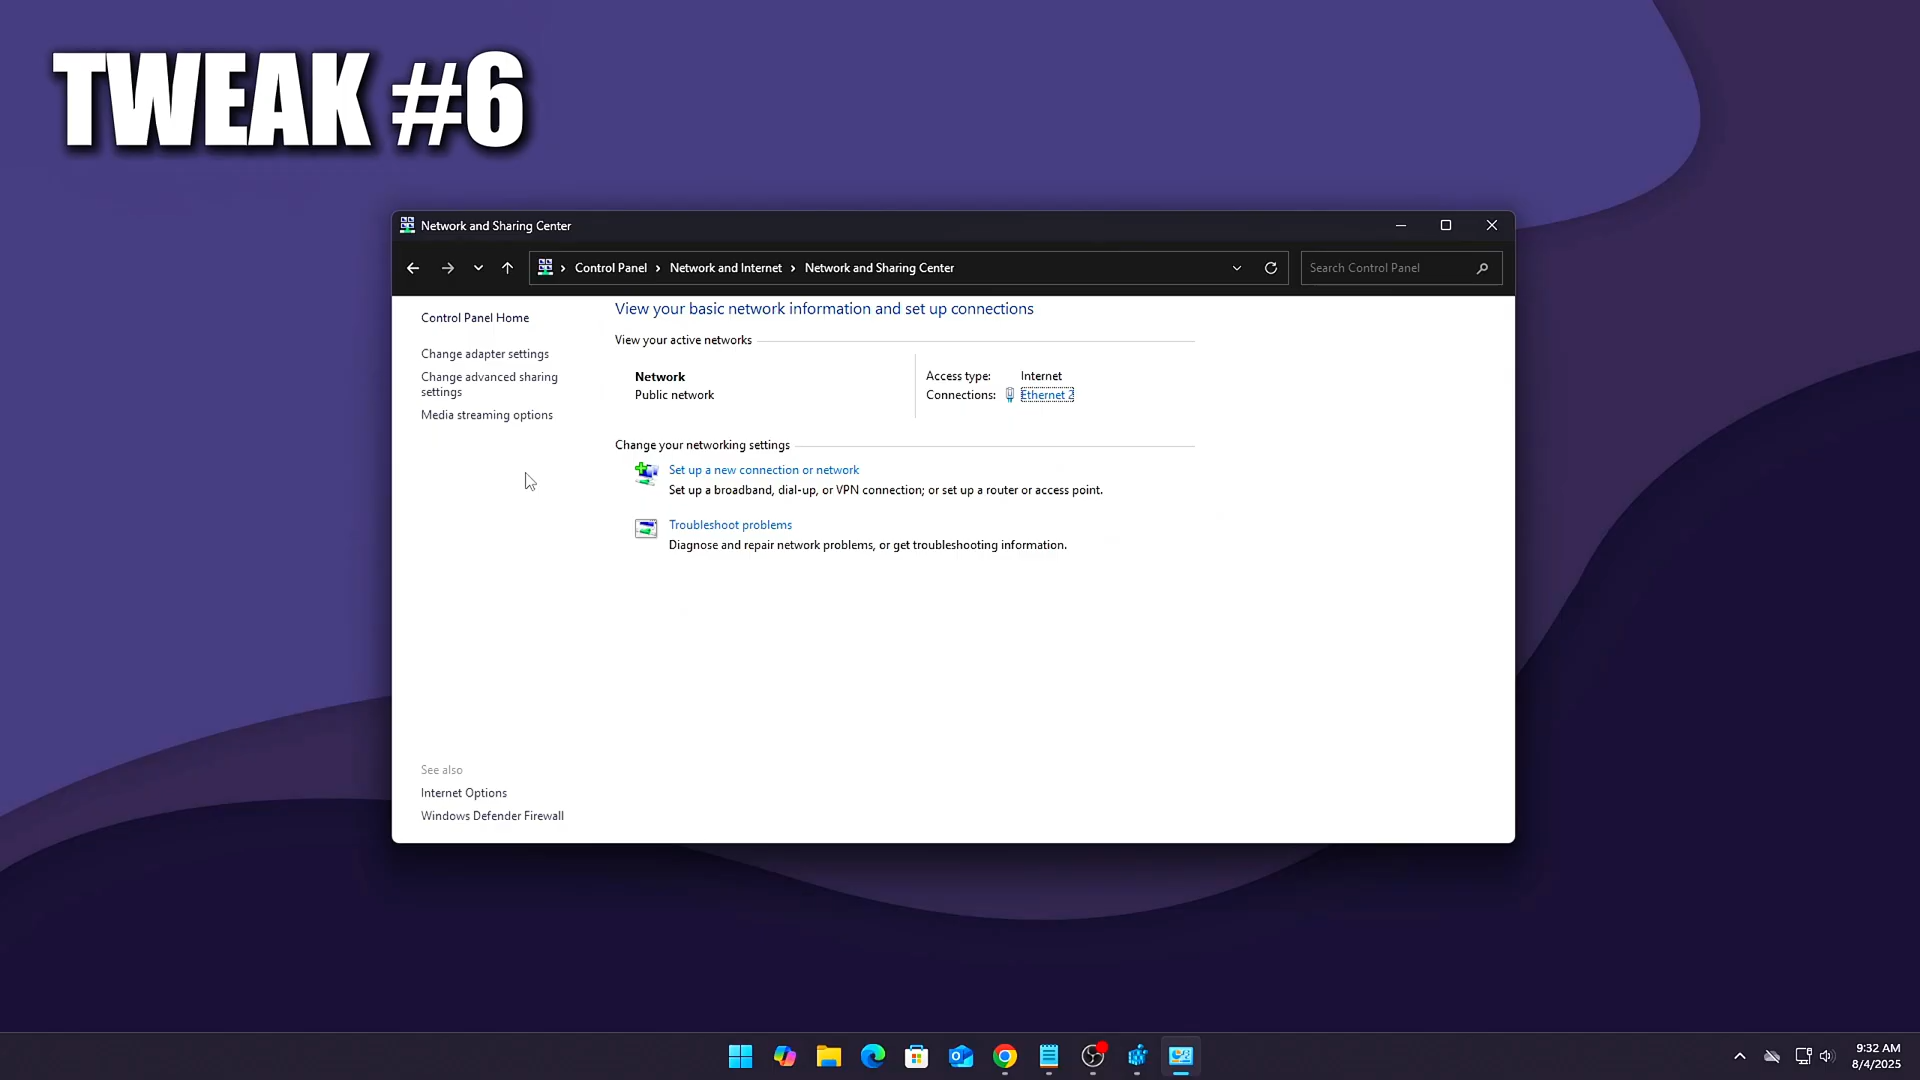 TWEAK #6
Network and Sharing Center
Control Panel > Network and Internet > Network and Sharing Center
Search Control Panel
Control Panel Home
Change adapter settings
Change advanced sharing
settings
Media streaming options
View your basic network information and set up connections
View your active networks
Network
Public network
Access type: Internet
Connections: Ethernet 2
Change your networking settings
Set up a new connection or network
Set up a broadband, dial-up, or VPN connection; or set up a router or access point.
Troubleshoot problems
Diagnose and repair network problems, or get troubleshooting information.
See also
Internet Options
Windows Defender Firewall
9:32 AM
8/4/2025